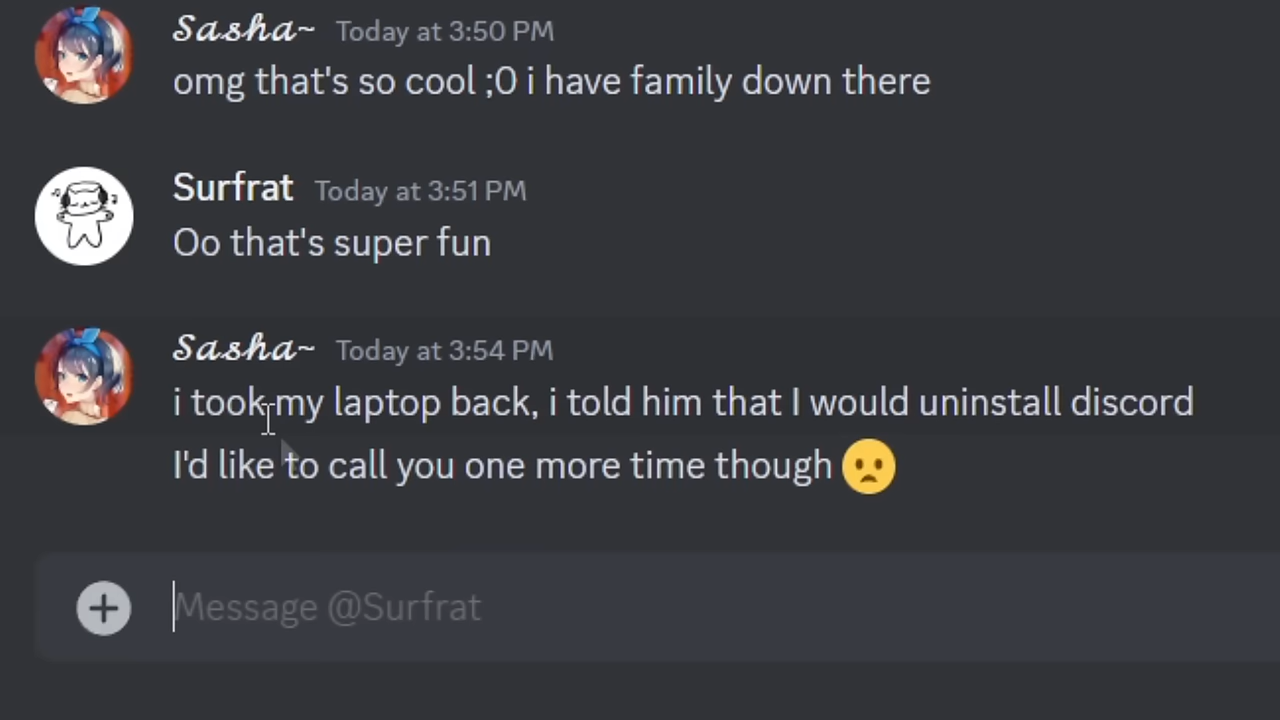 𝓢𝓪𝓼𝓱𝓪~ Today at 3:50 PM
omg that's so cool ;0 i have family down there
Surfrat Today at 3:51 PM
Oo that's super fun
𝓢𝓪𝓼𝓱𝓪~ Today at 3:54 PM
i took my laptop back, i told him that I would uninstall discord
I'd like to call you one more time though 🙁
Message @Surfrat